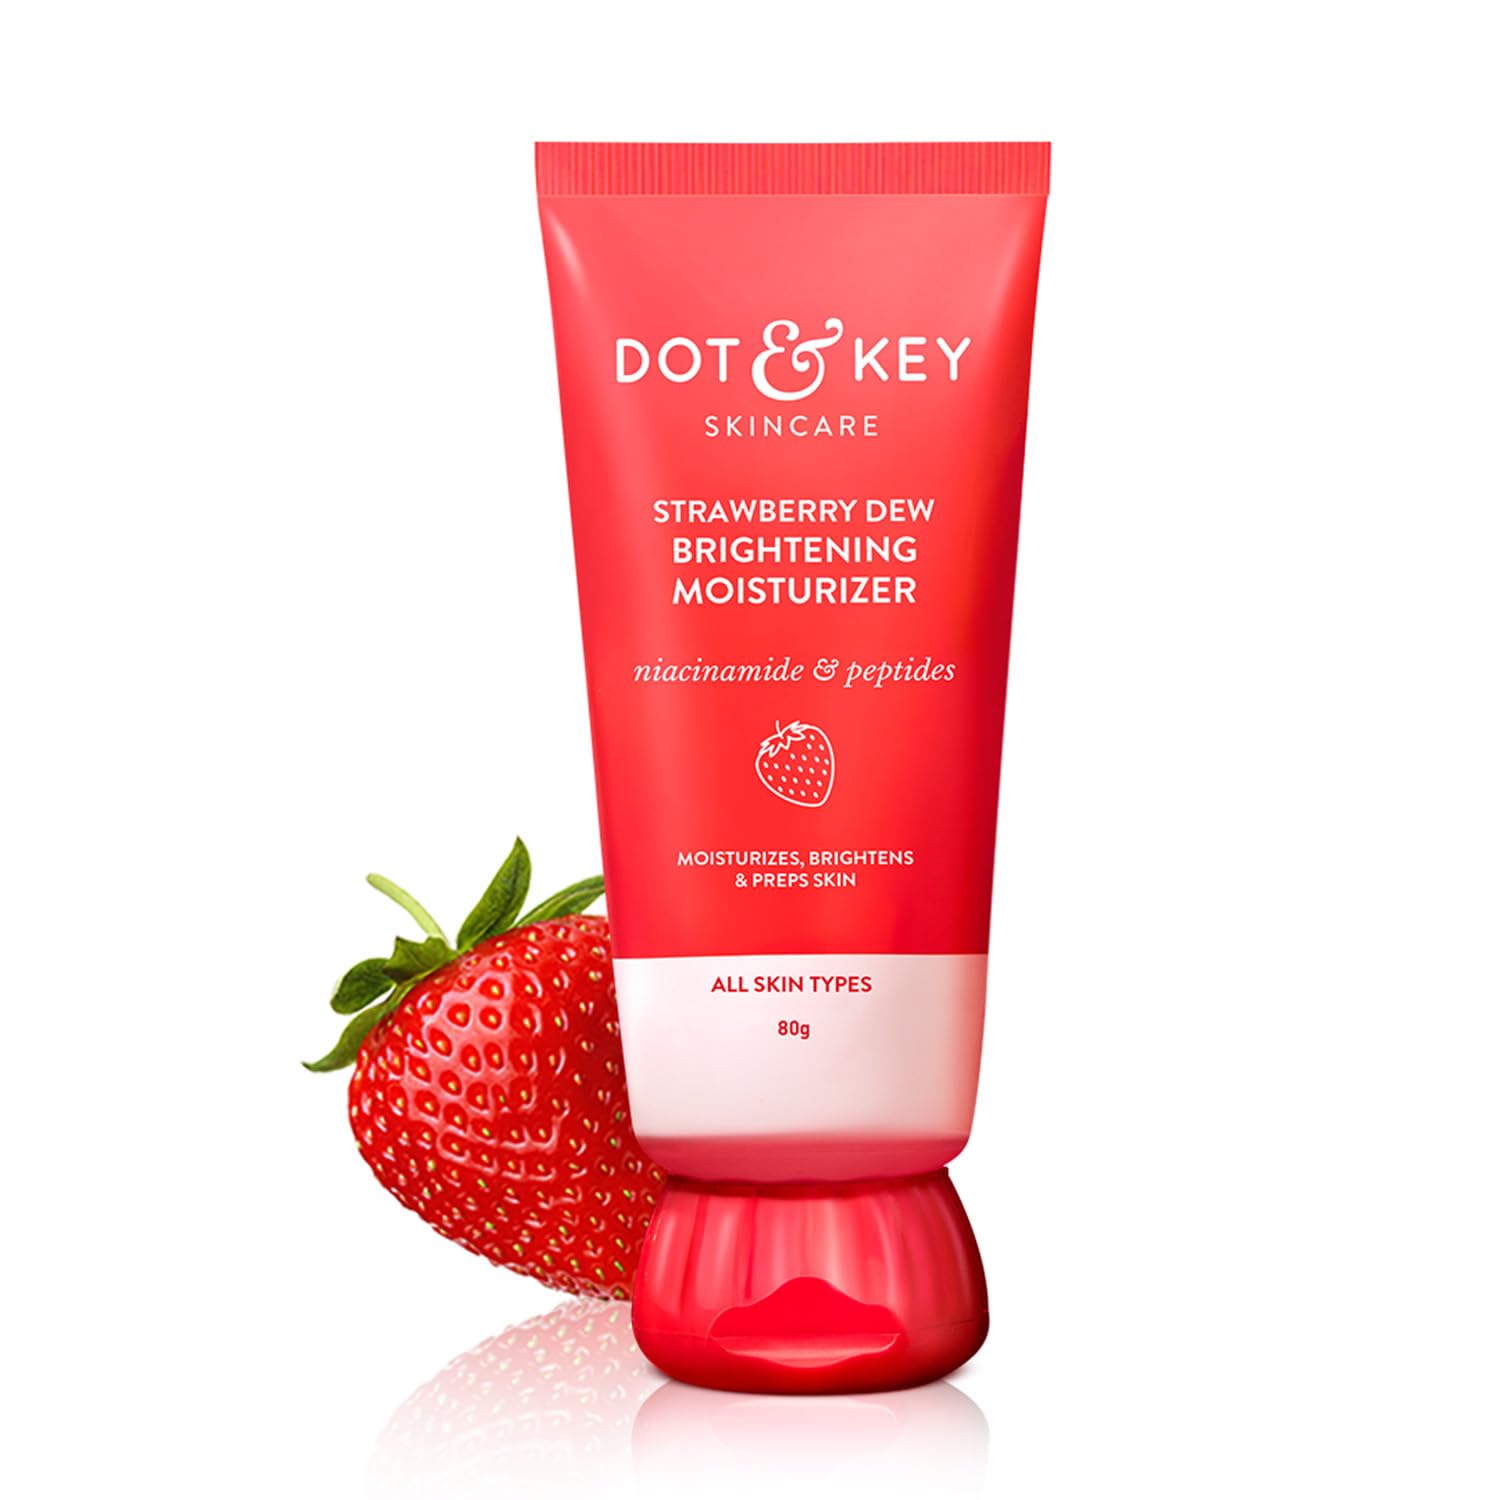 DOT & KEY
SKINCARE
STRAWBERRY DEW
BRIGHTENING
MOISTURIZER
niacinamide & peptides
MOISTURIZES, BRIGHTENS
& PREPS SKIN
ALL SKIN TYPES
80g